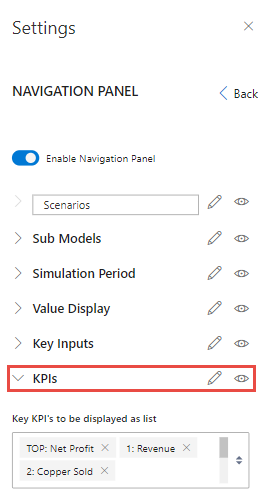 Settings
NAVIGATION PANEL
Back
Enable Navigation Panel
Scenarios
Sub Models
Simulation Period
Value Display
Key Inputs
KPIs
Key KPI's to be displayed as list
TOP: Net Profit
1: Revenue
2: Copper Sold